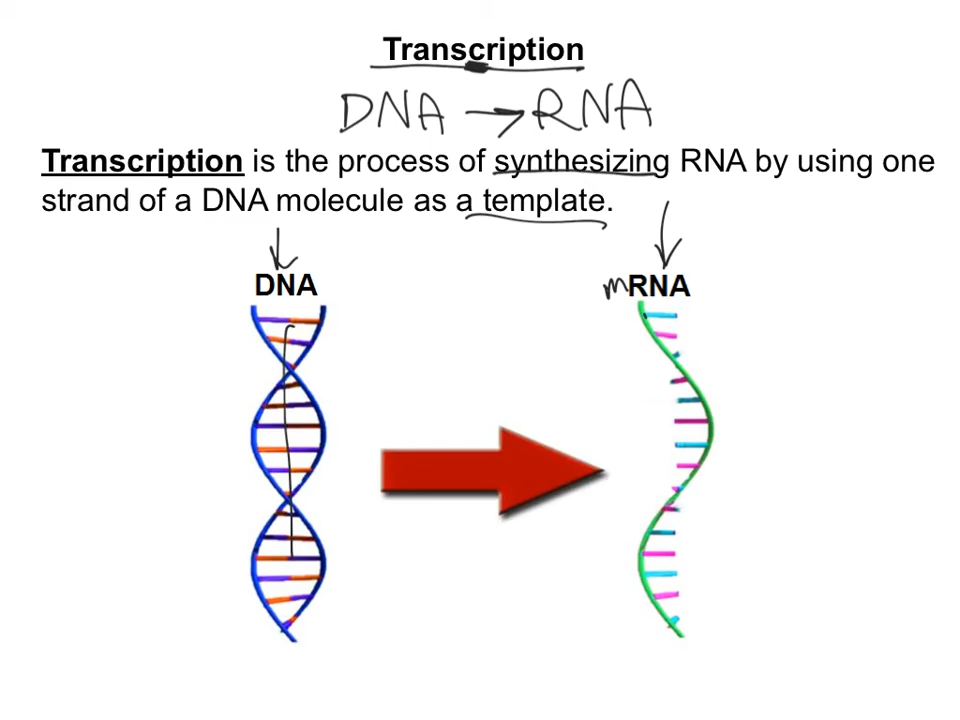 Transcription
DNA → RNA
Transcription is the process of synthesizing RNA by using one
strand of a DNA molecule as a template.
DNA mRNA